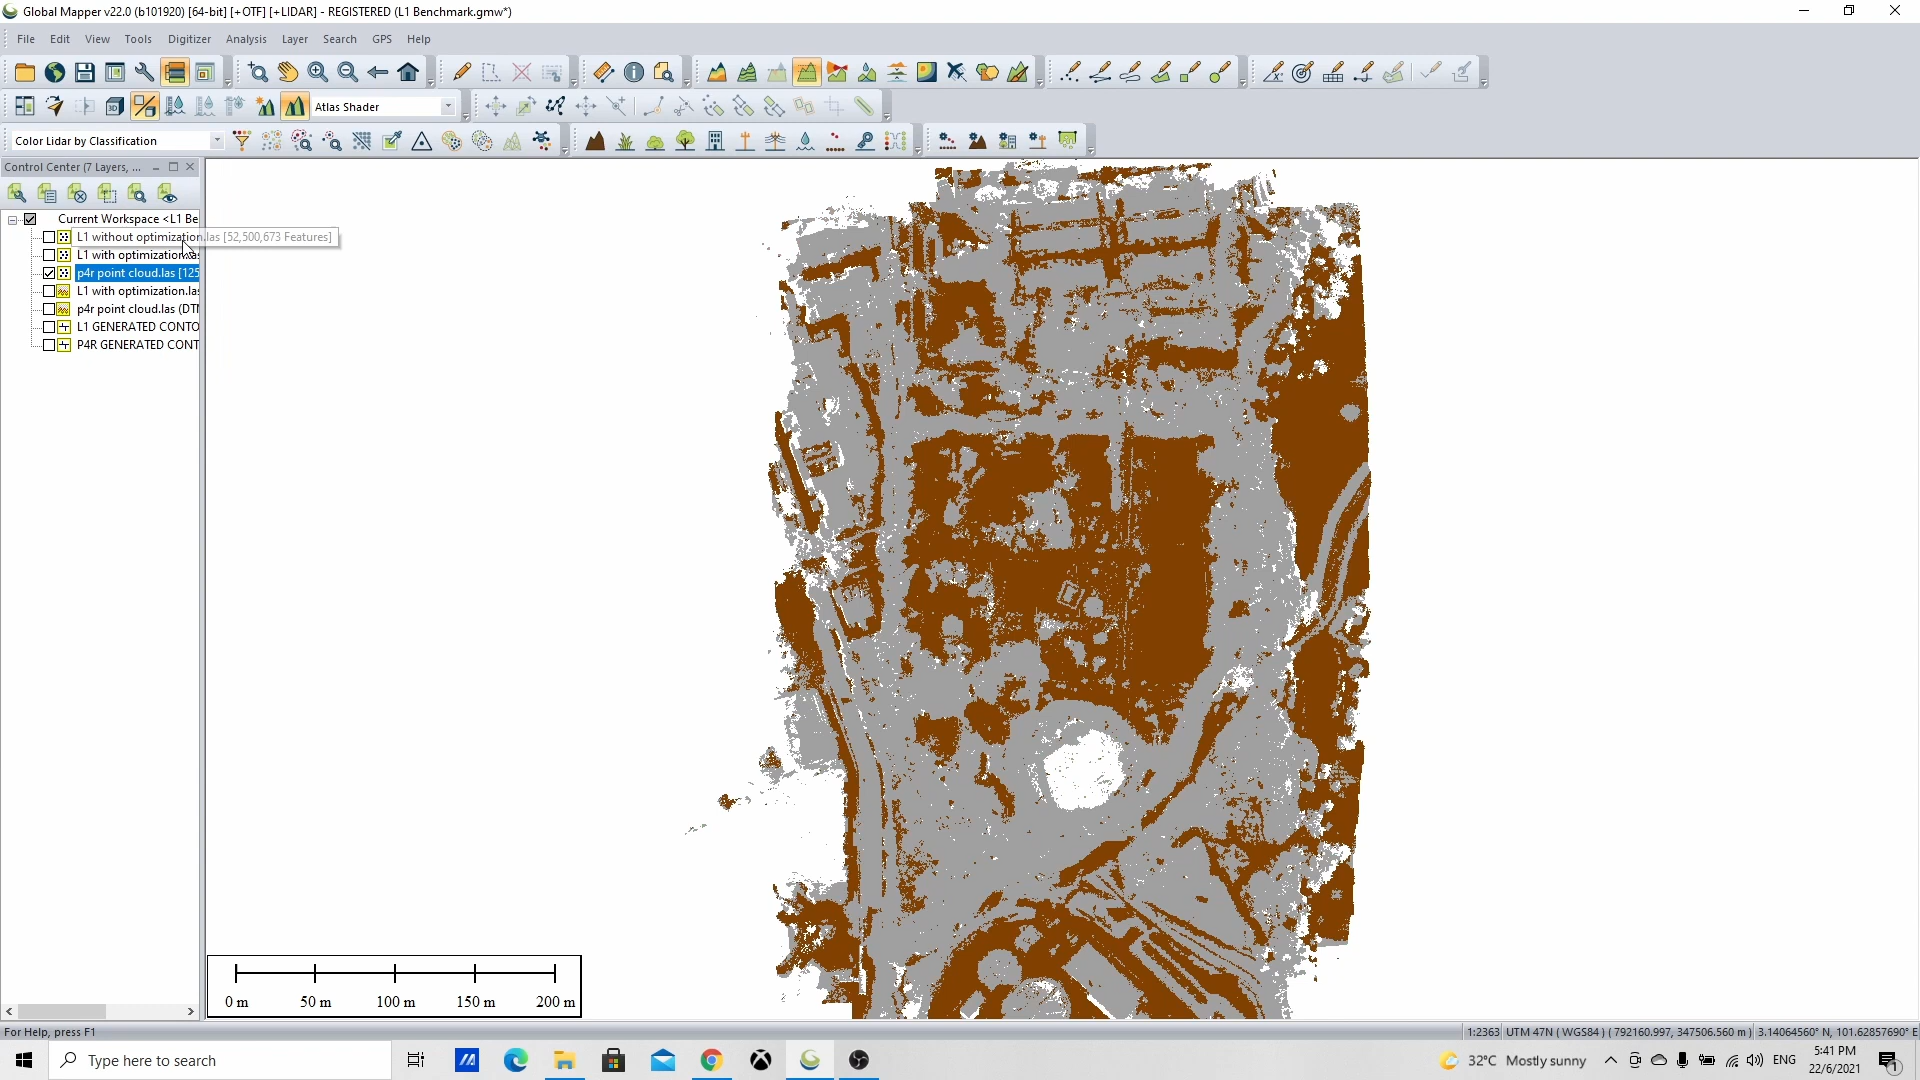 Global Mapper v22.0 (b101920) [64-bit] [+OTF] [+LIDAR] - REGISTERED (L1 Benchmark.gmw*)
File Edit View Tools Digitizer Analysis Layer Search GPS Help
Atlas Shader
Color Lidar by Classification
Control Center (7 Layers, ...
Current Workspace <L1 Be
L1 without optimization.las [52,500,673 Features]
L1 with optimization.las
p4r point cloud.las [125
L1 with optimization.las
p4r point cloud.las (DTM
L1 GENERATED CONTO
P4R GENERATED CONT
0 m 50 m 100 m 150 m 200 m
For Help, press F1
1:2363 UTM 47N ( WGS84 ) ( 792160.997, 347506.560 m ) 3.14064560° N, 101.62857690° E
Type here to search
32°C Mostly sunny
ENG
5:41 PM
22/6/2021
1